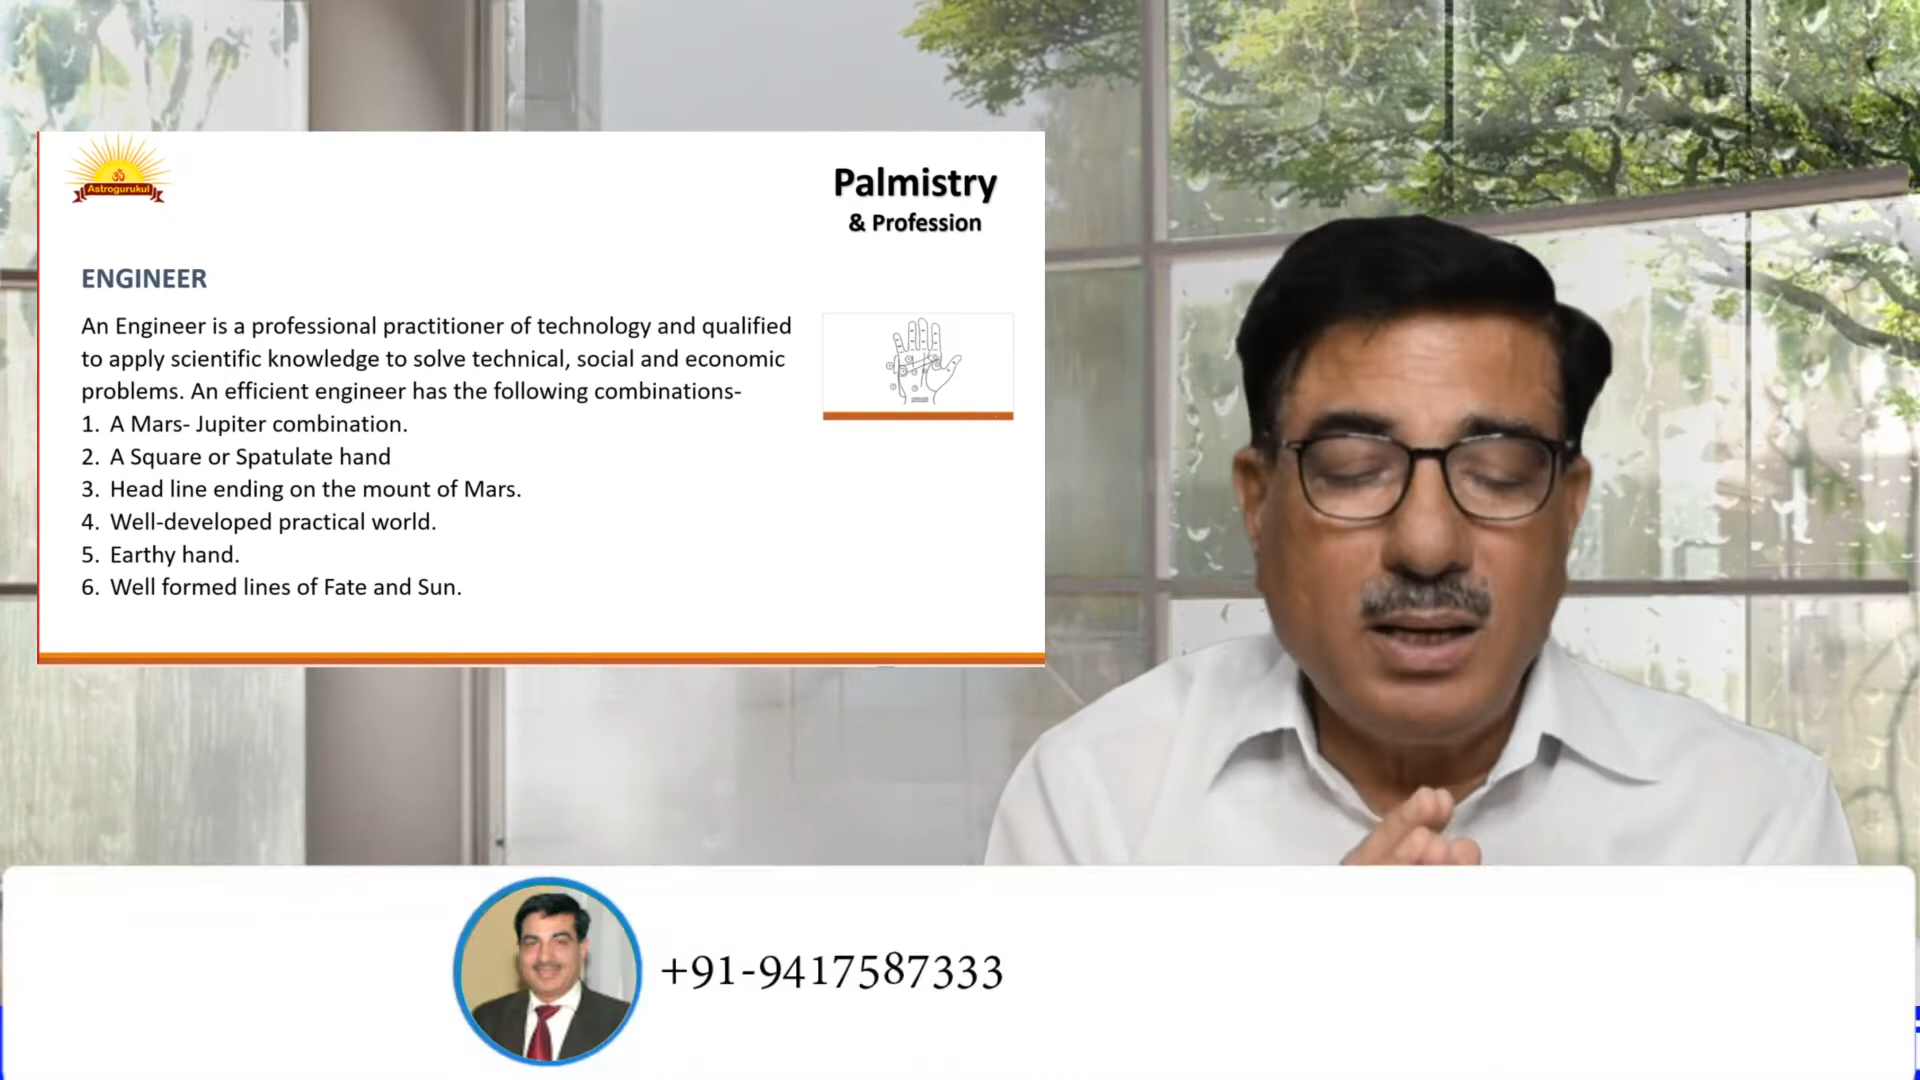 ॐ
Astrogurukul
Palmistry
& Profession
ENGINEER
An Engineer is a professional practitioner of technology and qualified
to apply scientific knowledge to solve technical, social and economic
problems. An efficient engineer has the following combinations-
1. A Mars- Jupiter combination.
2. A Square or Spatulate hand
3. Head line ending on the mount of Mars.
4. Well-developed practical world.
5. Earthy hand.
6. Well formed lines of Fate and Sun.
+91-9417587333